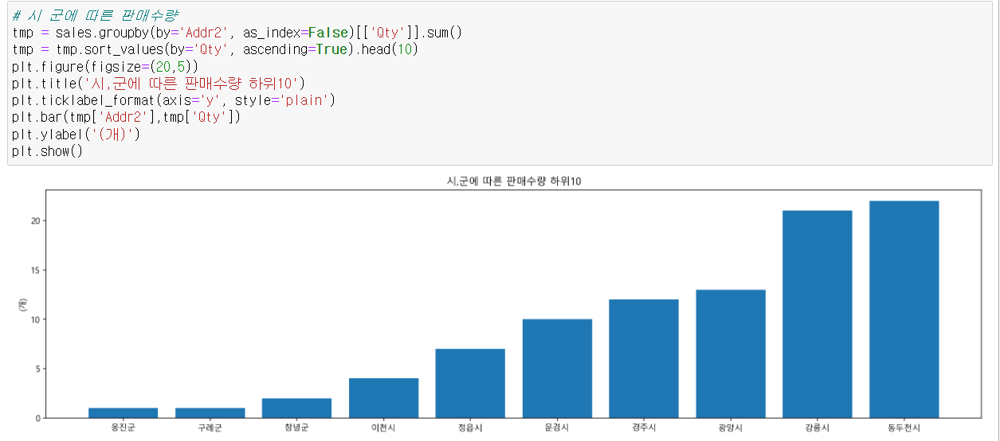 # 시 군에 따른 판매수량
tmp = sales.groupby(by='Addr2', as_index=False)[['Qty']].sum()
tmp = tmp.sort_values(by='Qty', ascending=True).head(10)
plt.figure(figsize=(20,5))
plt.title('시,군에 따른 판매수량 하위10')
plt.ticklabel_format(axis='y', style='plain')
plt.bar(tmp['Addr2'],tmp['Qty'])
plt.ylabel('(개)')
plt.show()
시,군에 따른 판매수량 하위10
20
15
10
5
0
(개)
옹진군 구례군 창녕군 이천시 정읍시 문경시 경주시 광양시 강릉시 동두천시